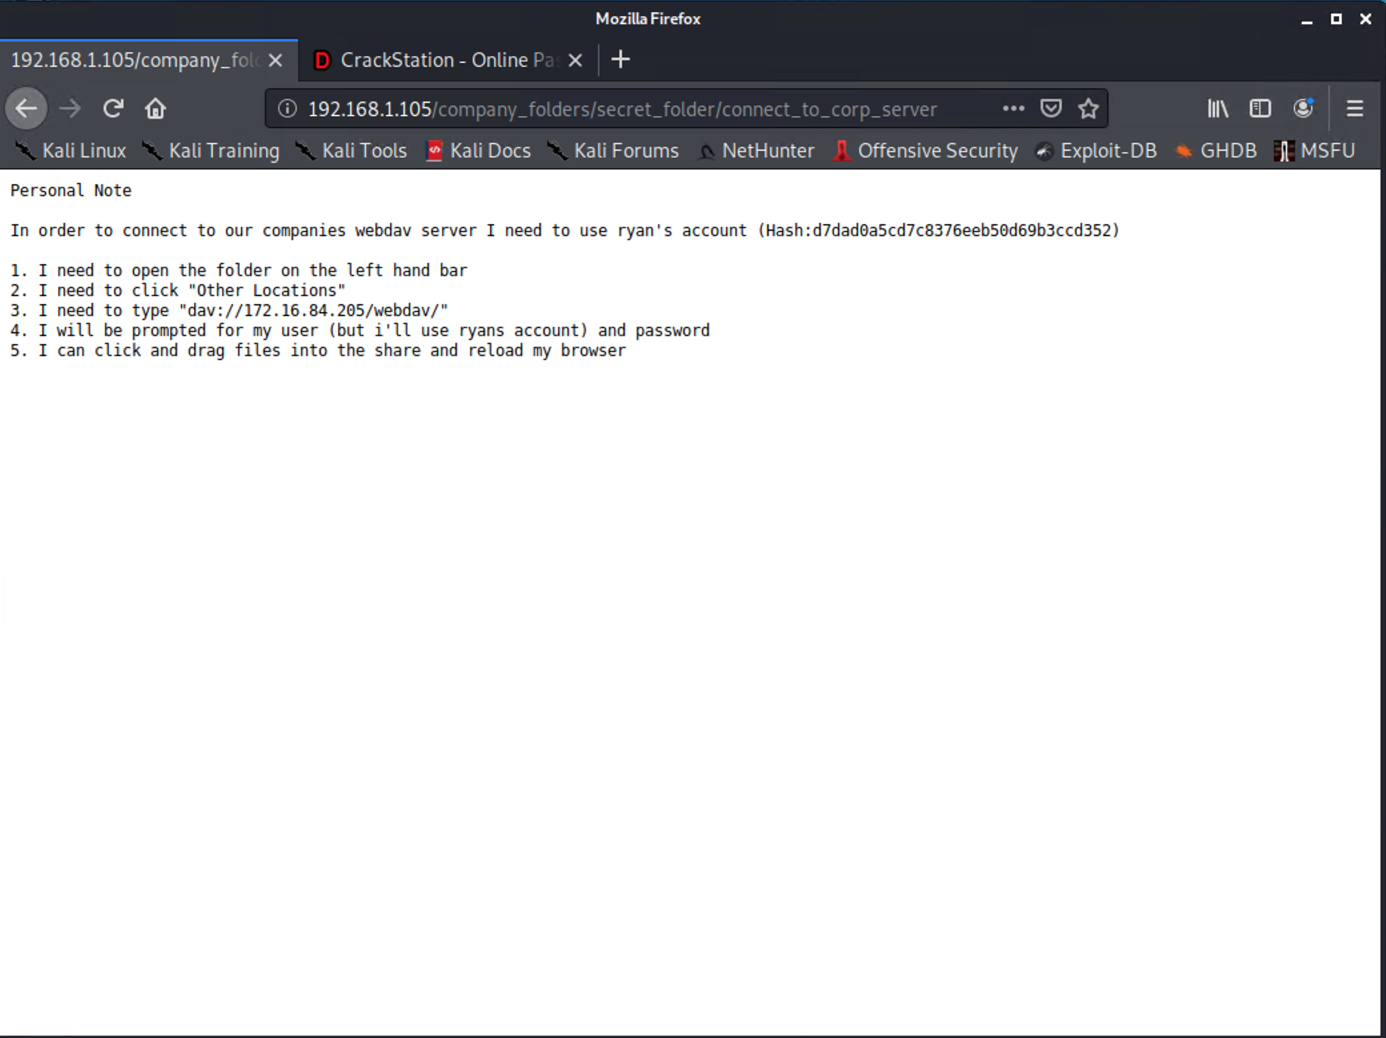 Mozilla Firefox
192.168.1.105/company_fol
CrackStation - Online Pa
192.168.1.105/company_folders/secret_folder/connect_to_corp_server
Kali Linux Kali Training Kali Tools Kali Docs Kali Forums NetHunter Offensive Security Exploit-DB GHDB MSFU
Personal Note
In order to connect to our companies webdav server I need to use ryan's account (Hash:d7dad0a5cd7c8376eeb50d69b3ccd352)
1. I need to open the folder on the left hand bar
2. I need to click "Other Locations"
3. I need to type "dav://172.16.84.205/webdav/"
4. I will be prompted for my user (but i'll use ryans account) and password
5. I can click and drag files into the share and reload my browser